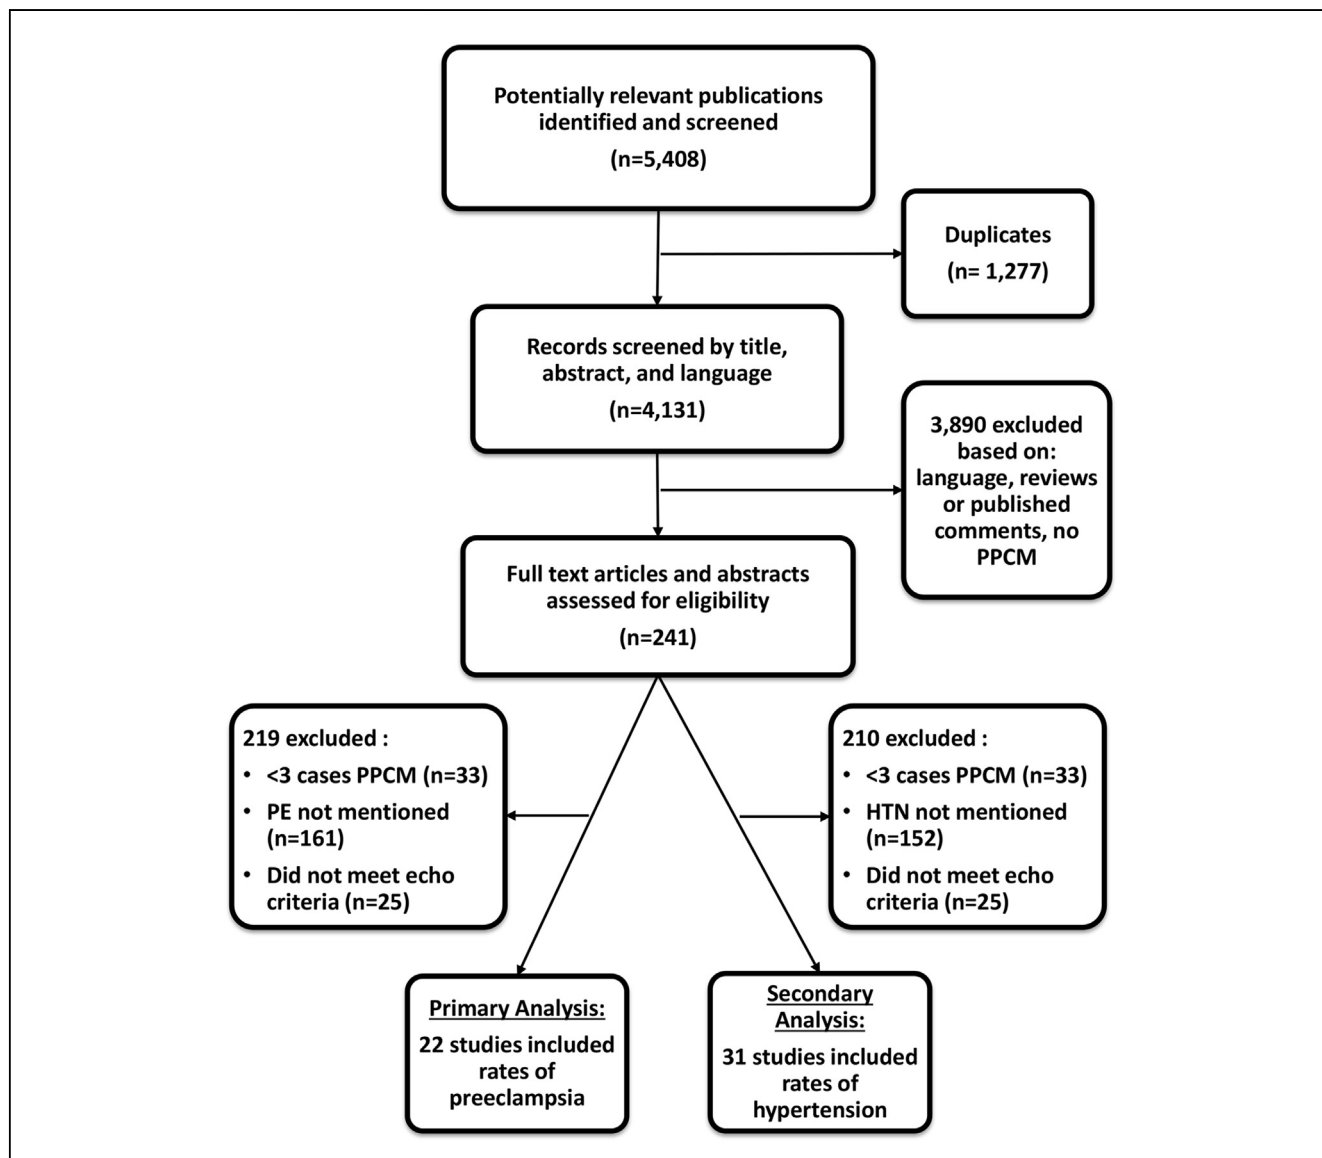 Potentially relevant publications
identified and screened
(n=5,408)
Duplicates
(n= 1,277)
Records screened by title,
abstract, and language
(n=4,131)
3,890 excluded
based on:
language, reviews
or published
comments, no
PPCM
Full text articles and abstracts
assessed for eligibility
(n=241)
219 excluded :
• <3 cases PPCM (n=33)
• PE not mentioned
(n=161)
• Did not meet echo
criteria (n=25)
210 excluded :
• <3 cases PPCM (n=33)
• HTN not mentioned
(n=152)
• Did not meet echo
criteria (n=25)
Primary Analysis:
22 studies included
rates of
preeclampsia
Secondary
Analysis:
31 studies included
rates of
hypertension